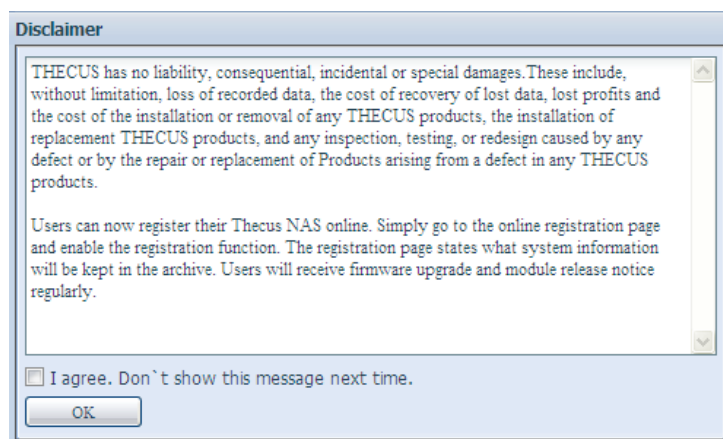 Disclaimer
THECUS has no liability, consequential, incidental or special damages.These include,
without limitation, loss of recorded data, the cost of recovery of lost data, lost profits and
the cost of the installation or removal of any THECUS products, the installation of
replacement THECUS products, and any inspection, testing, or redesign caused by any
defect or by the repair or replacement of Products arising from a defect in any THECUS
products.
Users can now register their Thecus NAS online. Simply go to the online registration page
and enable the registration function. The registration page states what system information
will be kept in the archive. Users will receive firmware upgrade and module release notice
regularly.
I agree. Don`t show this message next time.
OK